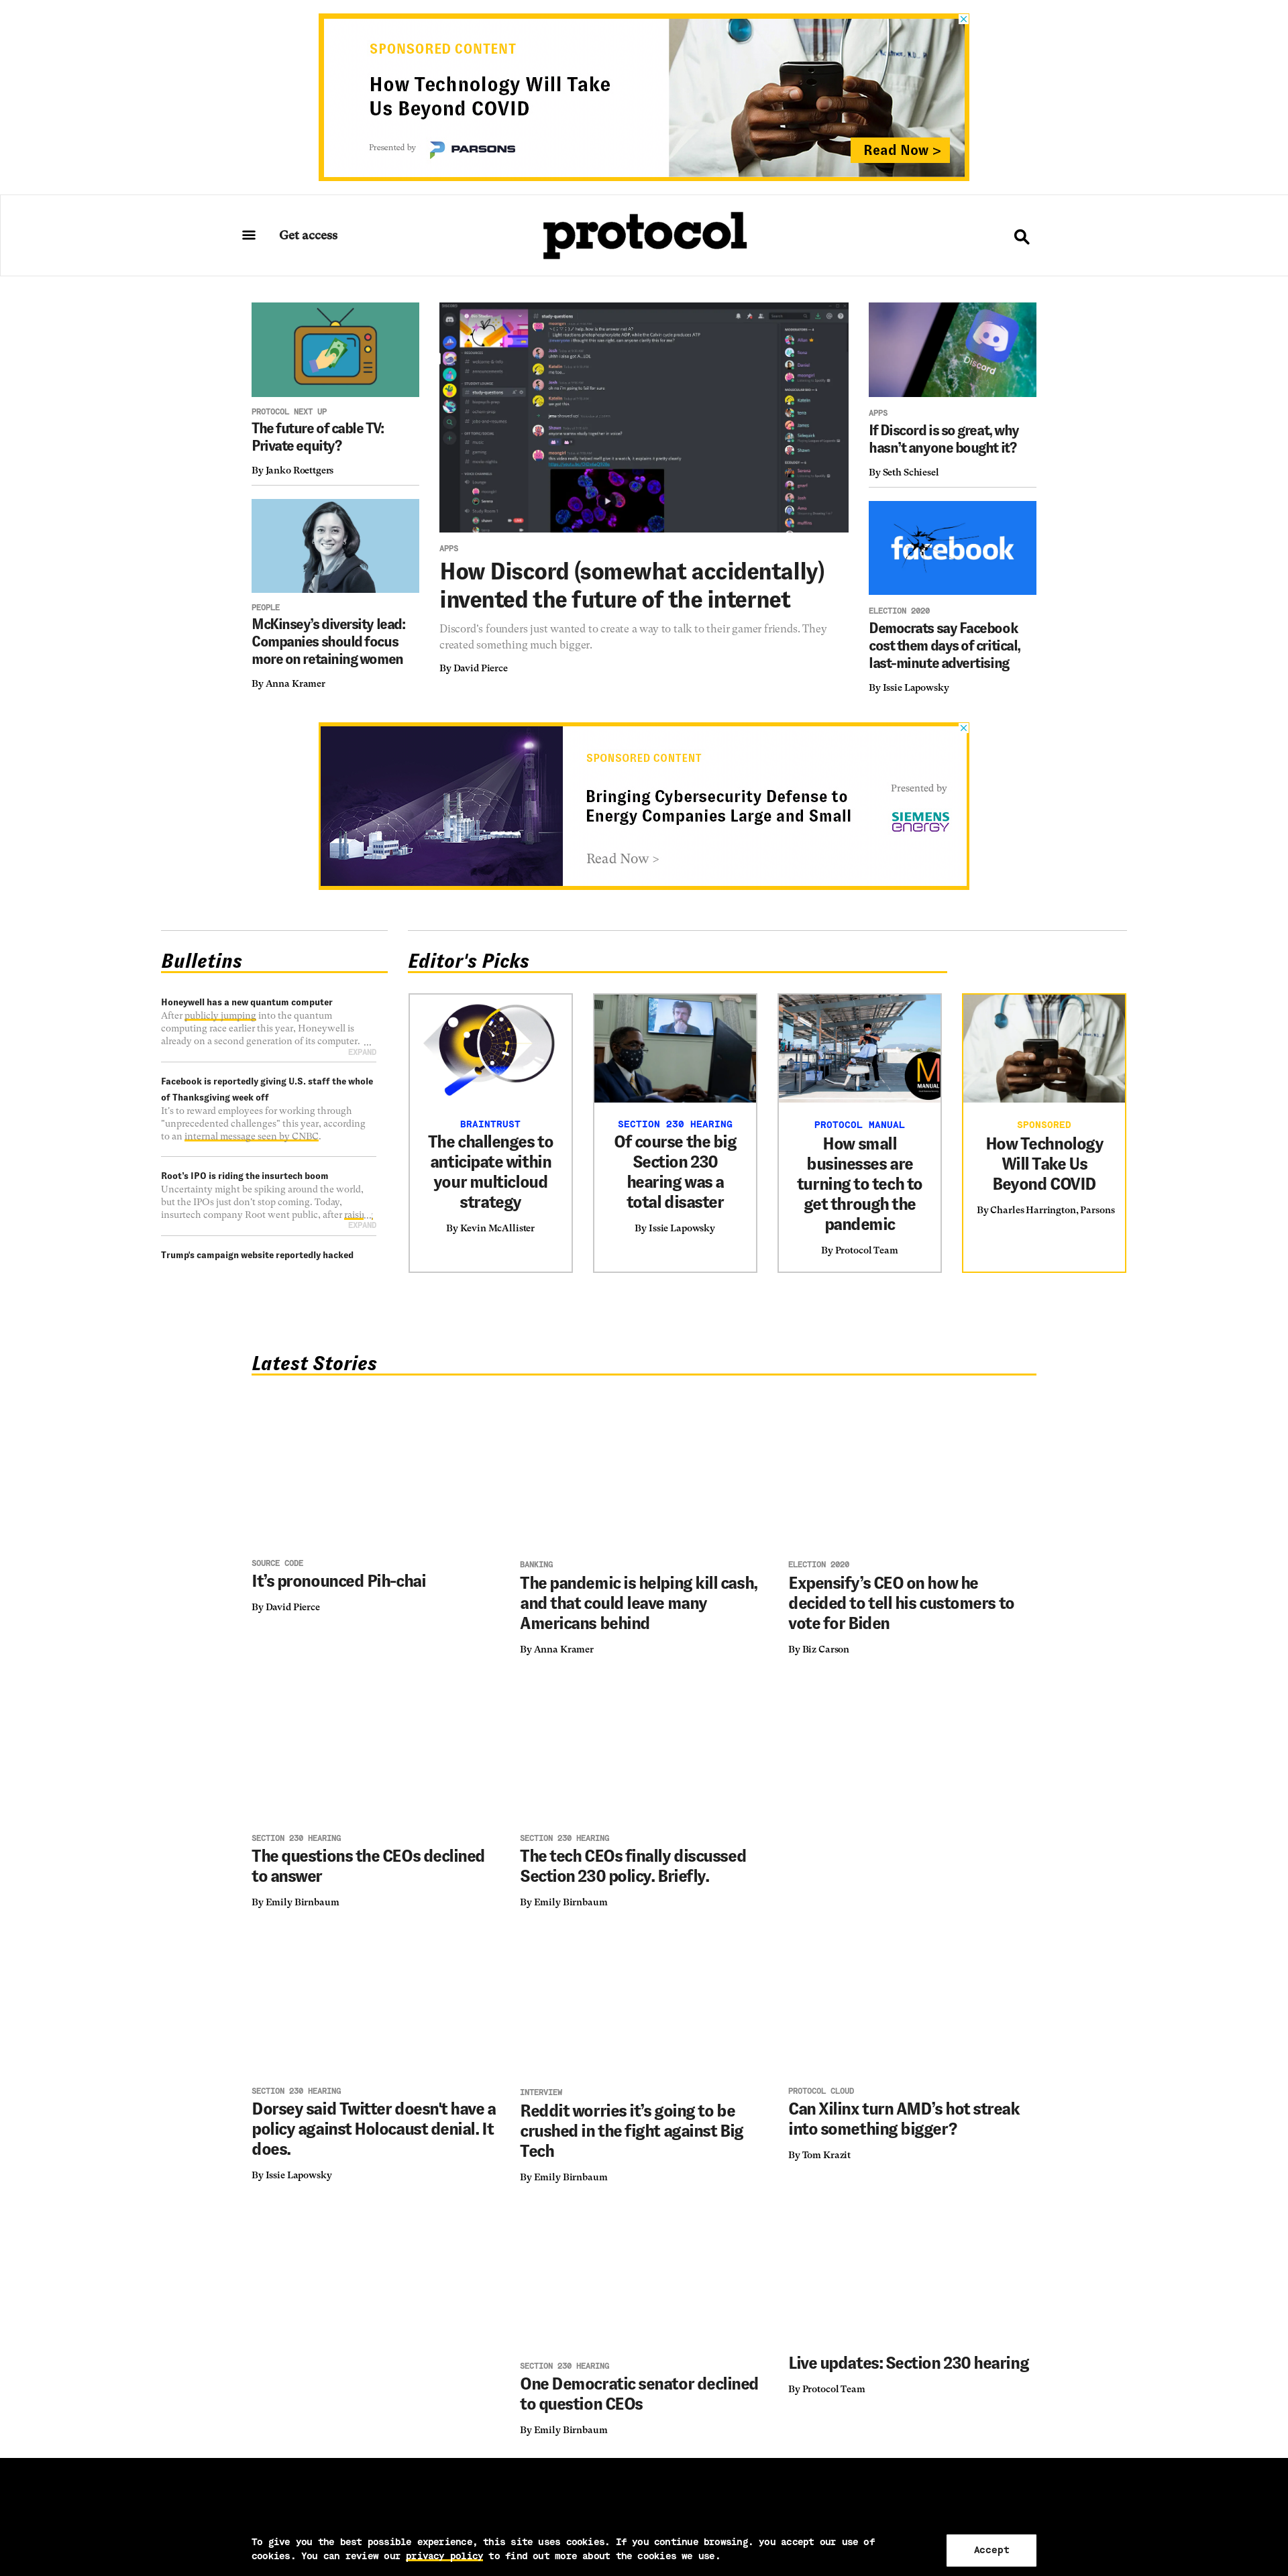 SPONSORED CONTENT
How Technology Will Take
Us Beyond COVID
Presented by
PARSONS
Read Now >
Get access
protocol
PROTOCOL NEXT UP
The future of cable TV:
Private equity?
By Janko Roettgers
PEOPLE
McKinsey's diversity lead:
Companies should focus
more on retaining women
By Anna Kramer
APPS
How Discord (somewhat accidentally)
invented the future of the internet
Discord's founders just wanted to create a way to talk to their gamer friends. They
created something much bigger.
By David Pierce
Discord
APPS
If Discord is so great, why
hasn't anyone bought it?
By Seth Schiesel
facebook
ELECTION 2020
Democrats say Facebook
cost them days of critical,
last-minute advertising
By Issie Lapowsky
SPONSORED CONTENT
Bringing Cybersecurity Defense to
Energy Companies Large and Small
Read Now >
Presented by
SIEMENS
energy
Bulletins
Honeywell has a new quantum computer
After publicly jumping into the quantum
computing race earlier this year, Honeywell is
already on a second generation of its computer. ...
EXPAND
Facebook is reportedly giving U.S. staff the whole
of Thanksgiving week off
It's to reward employees for working through
"unprecedented challenges" this year, according
to an internal message seen by CNBC.
Root's IPO is riding the insurtech boom
Uncertainty might be spiking around the world,
but the IPOs just don't stop coming. Today,
insurtech company Root went public, after raisi...
EXPAND
Trump's campaign website reportedly hacked
Editor's Picks
BRAINTRUST
The challenges to
anticipate within
your multicloud
strategy
By Kevin McAllister
SECTION 230 HEARING
Of course the big
Section 230
hearing was a
total disaster
By Issie Lapowsky
M
MANUAL
PROTOCOL MANUAL
How small
businesses are
turning to tech to
get through the
pandemic
By Protocol Team
SPONSORED
How Technology
Will Take Us
Beyond COVID
By Charles Harrington, Parsons
Latest Stories
SOURCE CODE
It's pronounced Pih-chai
By David Pierce
BANKING
The pandemic is helping kill cash,
and that could leave many
Americans behind
By Anna Kramer
ELECTION 2020
Expensify's CEO on how he
decided to tell his customers to
vote for Biden
By Biz Carson
SECTION 230 HEARING
The questions the CEOs declined
to answer
By Emily Birnbaum
SECTION 230 HEARING
The tech CEOs finally discussed
Section 230 policy. Briefly.
By Emily Birnbaum
SECTION 230 HEARING
Dorsey said Twitter doesn't have a
policy against Holocaust denial. It
does.
By Issie Lapowsky
INTERVIEW
Reddit worries it's going to be
crushed in the fight against Big
Tech
By Emily Birnbaum
PROTOCOL CLOUD
Can Xilinx turn AMD's hot streak
into something bigger?
By Tom Krazit
SECTION 230 HEARING
One Democratic senator declined
to question CEOs
By Emily Birnbaum
Live updates: Section 230 hearing
By Protocol Team
To give you the best possible experience, this site uses cookies. If you continue browsing. you accept our use of
cookies. You can review our privacy policy to find out more about the cookies we use.
Accept